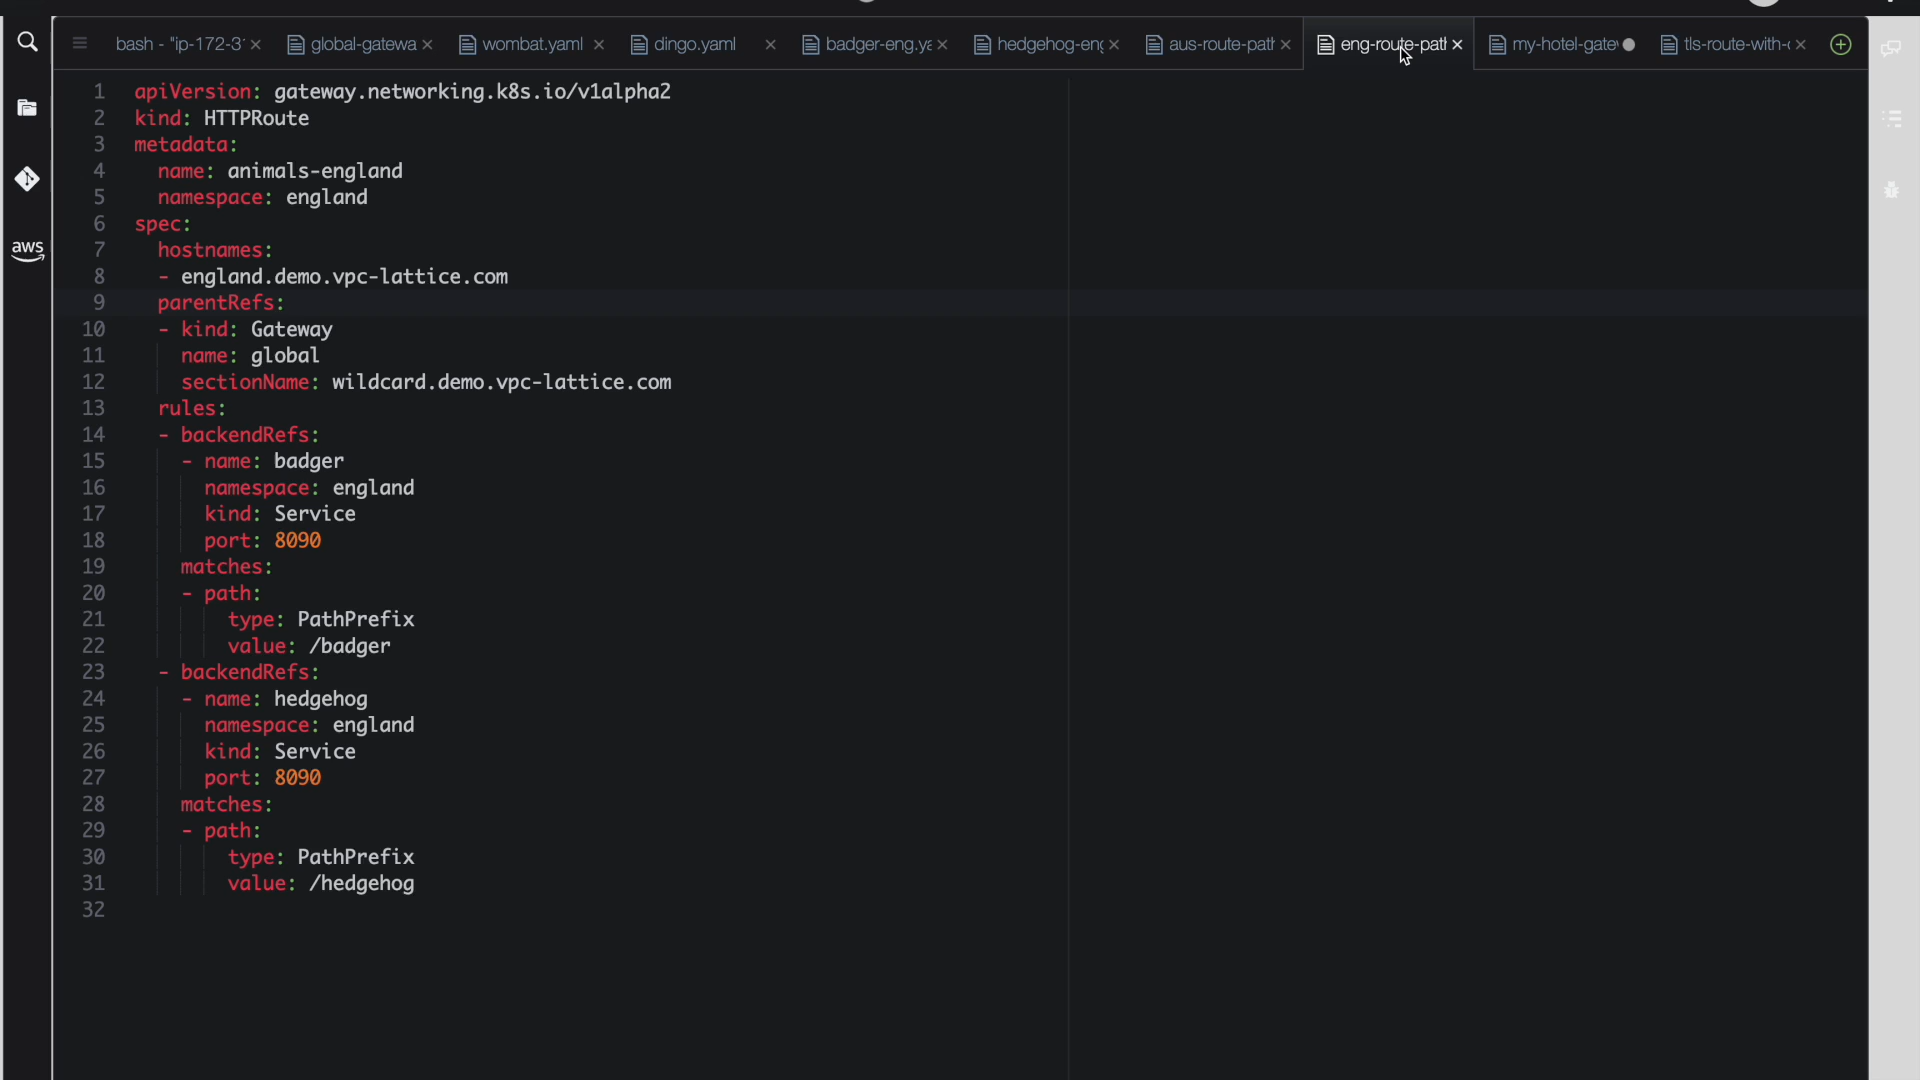 bash - "ip-172-3
global-gatewa
wombat.yaml
dingo.yaml
badger-eng.ya
hedgehog-eng
aus-route-path
eng-route-path
my-hotel-gate
tls-route-with-
aws
1 apiVersion: gateway.networking.k8s.io/v1alpha2
2 kind: HTTPRoute
3 metadata:
4 name: animals-england
5 namespace: england
6 spec:
7 hostnames:
8 - england.demo.vpc-lattice.com
9 parentRefs:
10 - kind: Gateway
11 name: global
12 sectionName: wildcard.demo.vpc-lattice.com
13 rules:
14 - backendRefs:
15 - name: badger
16 namespace: england
17 kind: Service
18 port: 8090
19 matches:
20 - path:
21 type: PathPrefix
22 value: /badger
23 - backendRefs:
24 - name: hedgehog
25 namespace: england
26 kind: Service
27 port: 8090
28 matches:
29 - path:
30 type: PathPrefix
31 value: /hedgehog
32